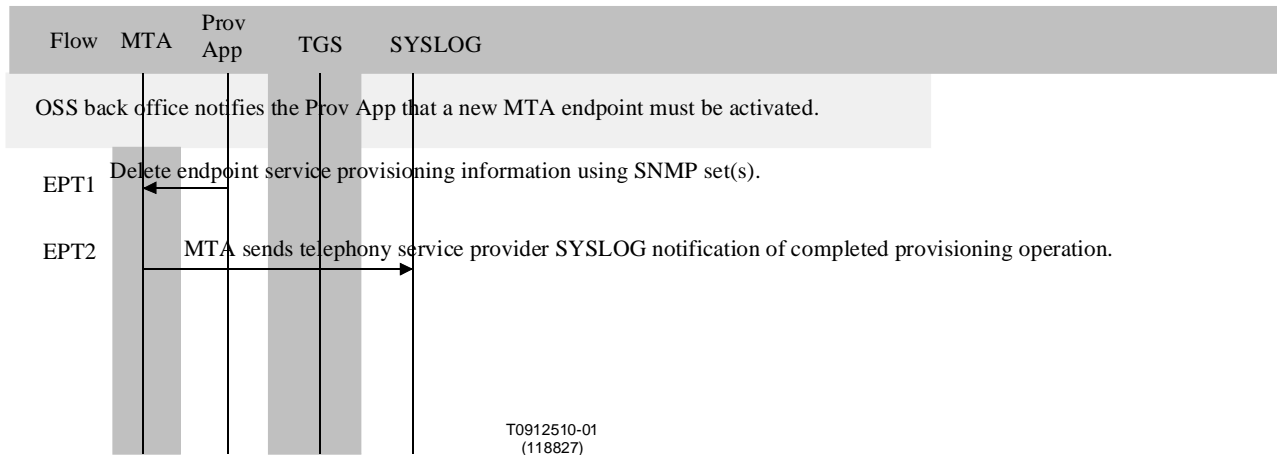 Flow MTA Prov App TGS SYSLOG
OSS back office notifies the Prov App that a new MTA endpoint must be activated.
EPT1 Delete endpoint service provisioning information using SNMP set(s).
EPT2 MTA sends telephony service provider SYSLOG notification of completed provisioning operation.
T0912510-01
(118827)